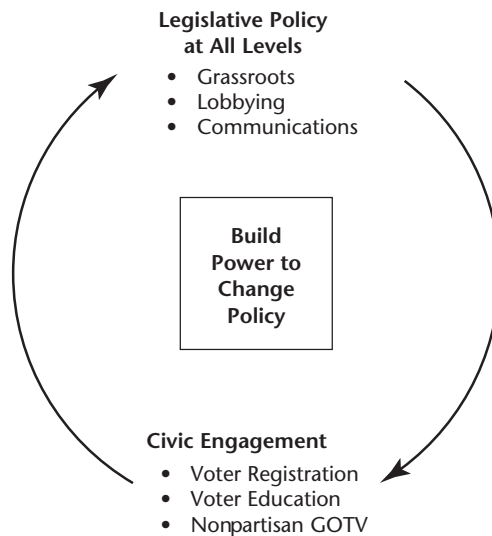 Legislative Policy
at All Levels
• Grassroots
• Lobbying
• Communications
Build
Power to
Change
Policy
Civic Engagement
• Voter Registration
• Voter Education
• Nonpartisan GOTV